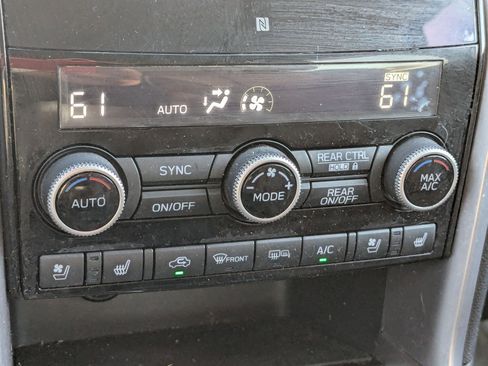 61 AUTO SYNC 61
AUTO SYNC MODE REAR CTRL HOLD MAX A/C
ON/OFF REAR ON/OFF
FRONT A/C